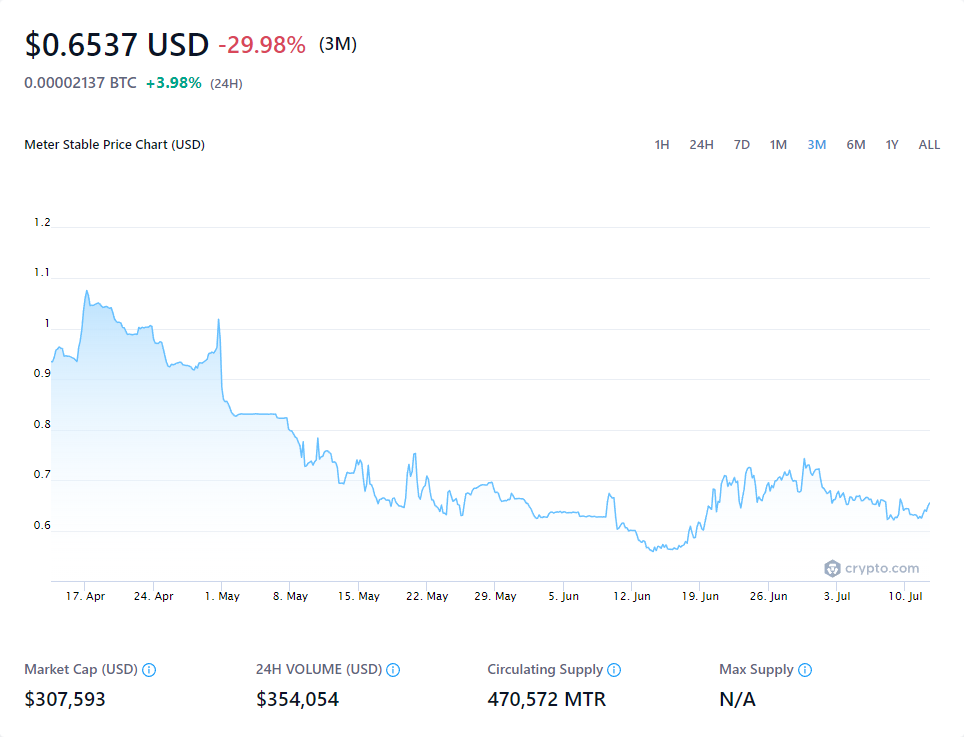 $0.6537 USD -29.98% (3M)
0.00002137 BTC +3.98% (24H)
Meter Stable Price Chart (USD) 1H 24H 7D 1M 3M 6M 1Y ALL
1.2
1.1
1
0.9
0.8
0.7
0.6
crypto.com
17. Apr 24. Apr 1. May 8. May 15. May 22. May 29. May 5. Jun 12. Jun 19. Jun 26. Jun 3. Jul 10. Jul
Market Cap (USD) 24H VOLUME (USD) Circulating Supply Max Supply
$307,593 $354,054 470,572 MTR N/A